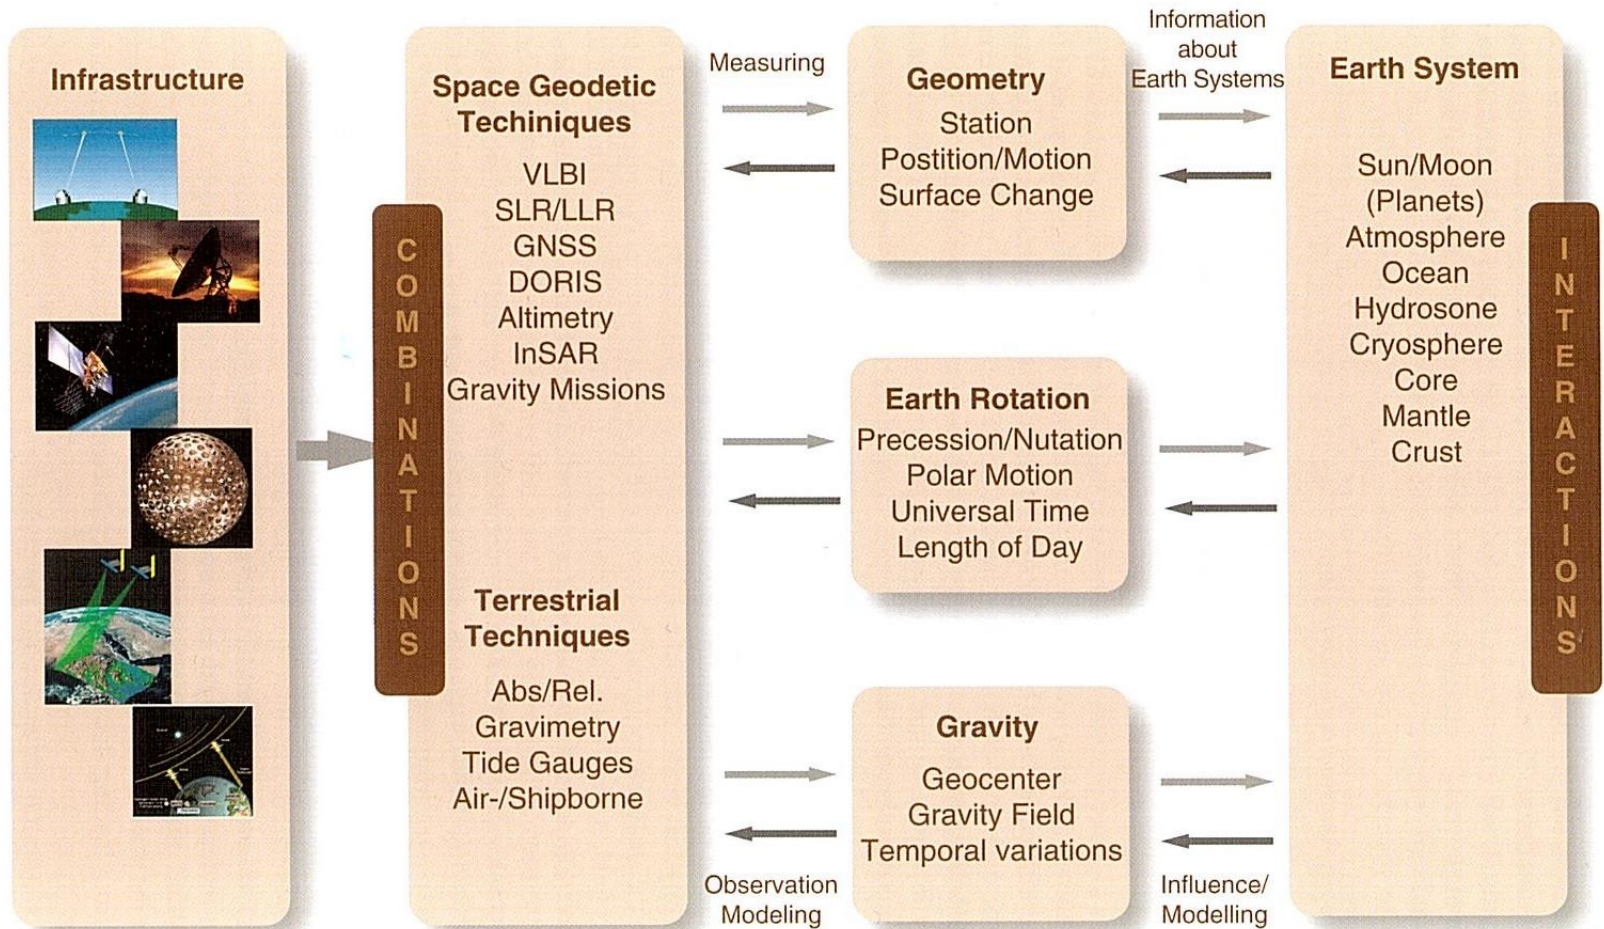 Infrastructure
Space Geodetic
Techiniques
VLBI
SLR/LLR
GNSS
DORIS
Altimetry
InSAR
Gravity Missions
Terrestrial
Techniques
Abs/Rel.
Gravimetry
Tide Gauges
Air-/Shipborne
COMBINATIONS
Measuring
Observation
Modeling
Geometry
Station
Postition/Motion
Surface Change
Earth Rotation
Precession/Nutation
Polar Motion
Universal Time
Length of Day
Gravity
Geocenter
Gravity Field
Temporal variations
Information
about
Earth Systems
Influence/
Modelling
Earth System
Sun/Moon
(Planets)
Atmosphere
Ocean
Hydrosone
Cryosphere
Core
Mantle
Crust
INTERACTIONS